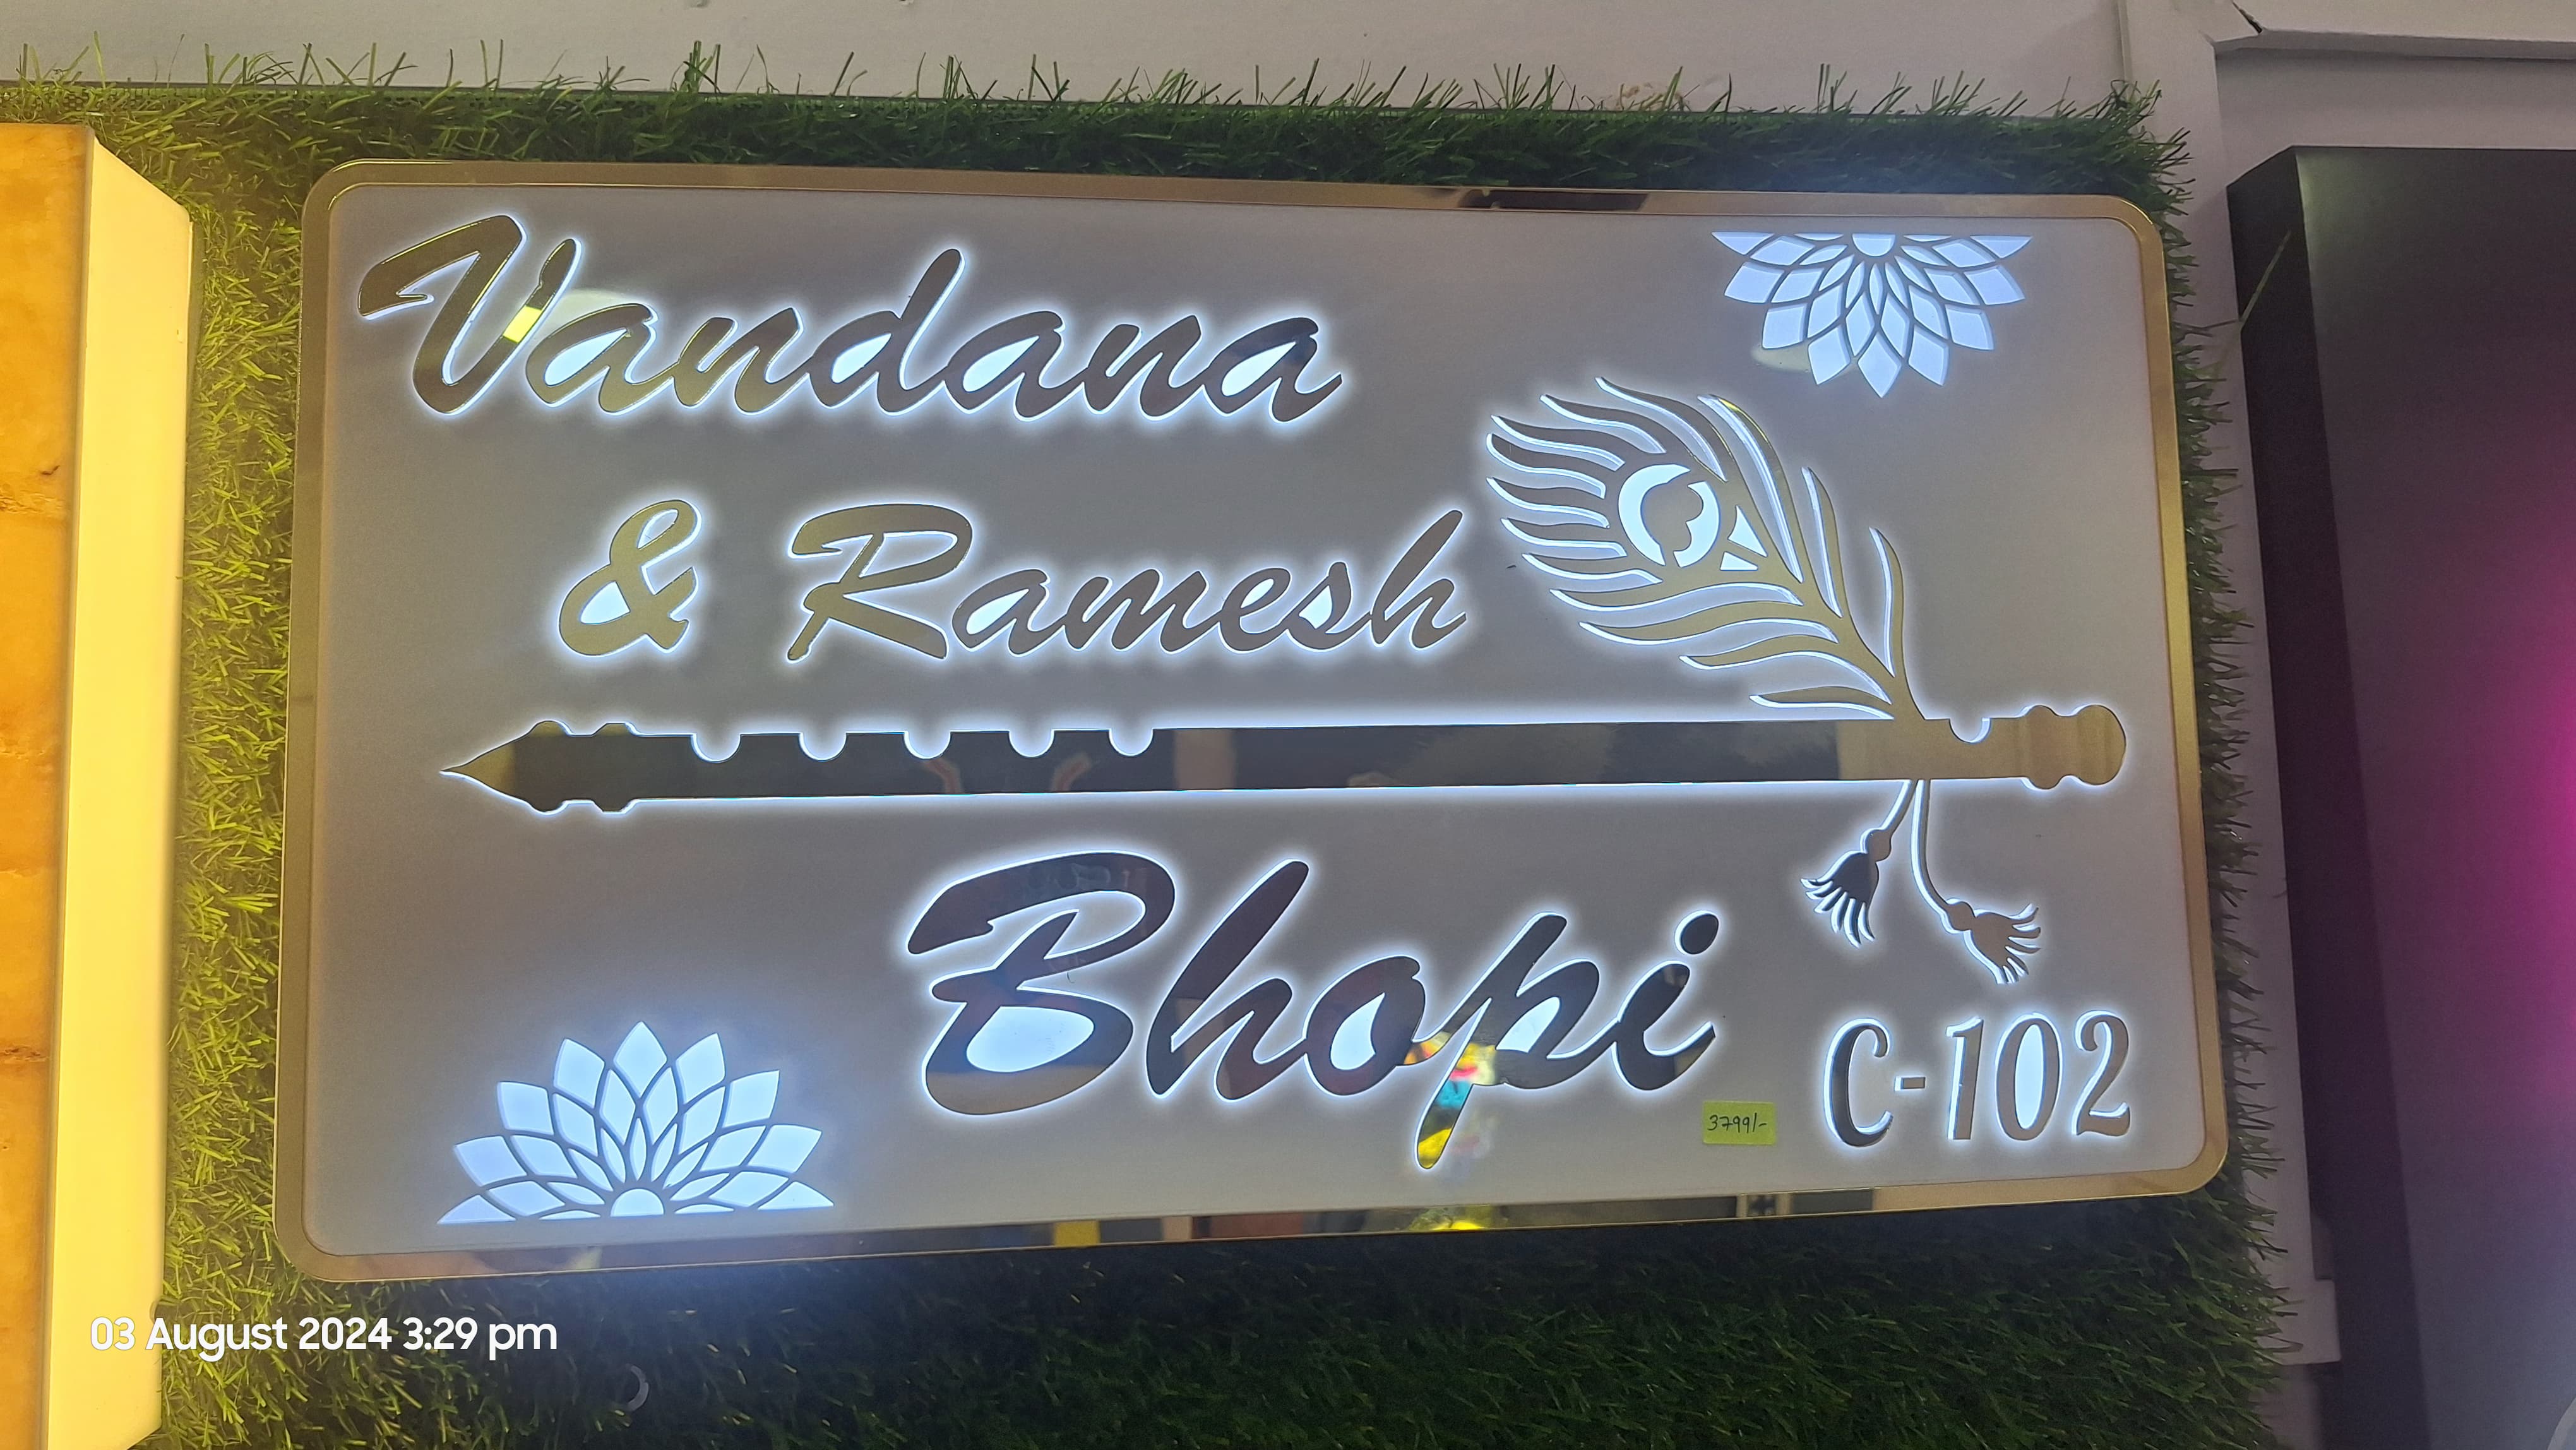 Vandana
& Ramesh
Bhopi
C-102
3799/-
03 August 2024 3:29 pm